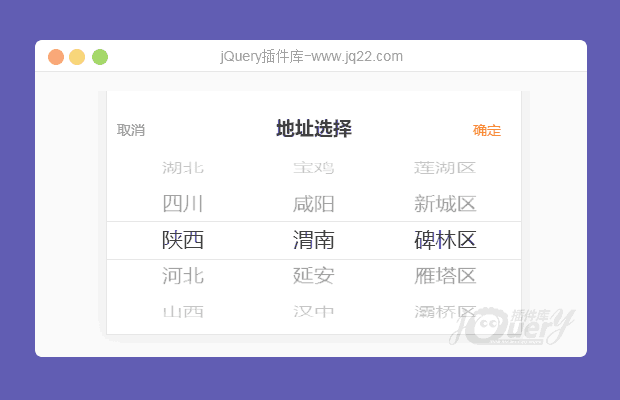 jQuery插件库-www.jq22.com
取消 地址选择 确定
湖北 宝鸡 莲湖区
四川 咸阳 新城区
陕西 渭南 碑林区
河北 延安 雁塔区
山西 汉中 灞桥区
jQuery 插件库